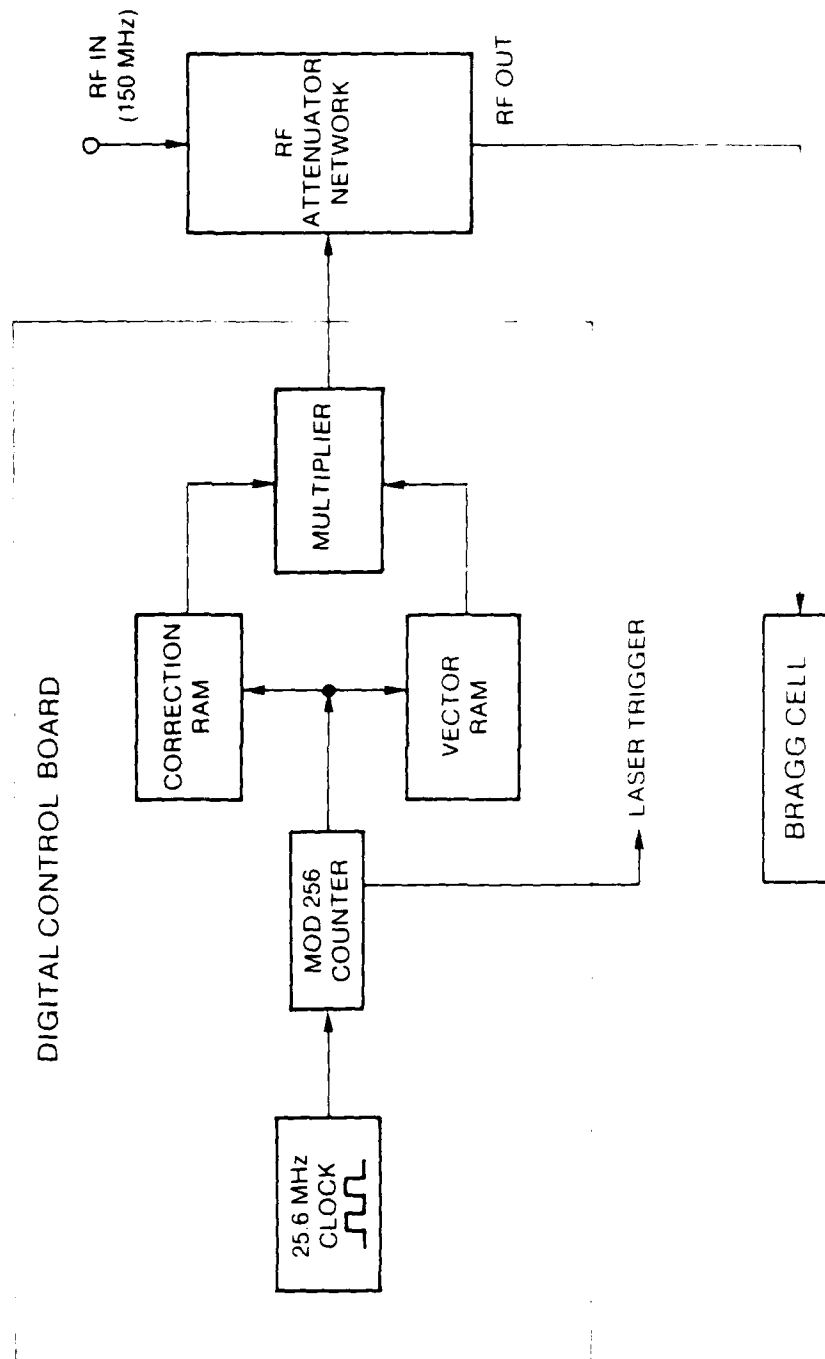 DIGITAL CONTROL BOARD
25.6 MHz
CLOCK
MOD 256
COUNTER
CORRECTION
RAM
VECTOR
RAM
MULTIPLIER
RF IN
(150 MHz)
RF
ATTENUATOR
NETWORK
RF OUT
LASER TRIGGER
BRAGG CELL